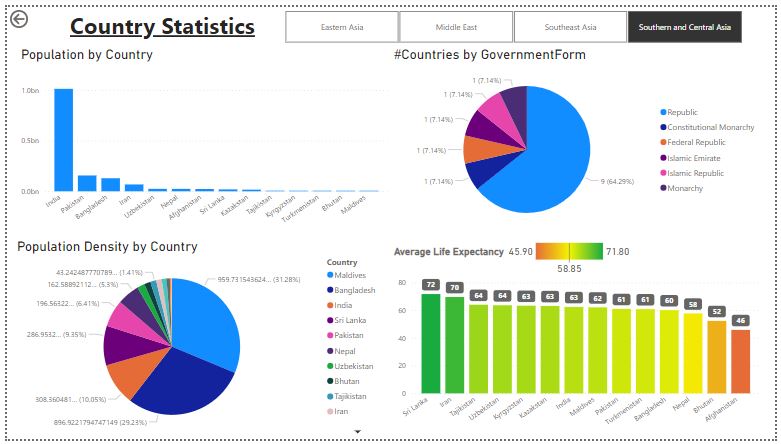 Country Statistics
Eastern Asia
Middle East
Southeast Asia
Southern and Central Asia
Population by Country
1.0bn
0.5bn
0.0bn
India
Pakistan
Bangladesh
Iran
Uzbekistan
Nepal
Afghanistan
Sri Lanka
Kazakstan
Tajikistan
Kyrgyzstan
Turkmenistan
Bhutan
Maldives
#Countries by GovernmentForm
1 (7.14%)
1 (7.14%)
1 (7.14%)
1 (7.14%)
1 (7.14%)
9 (64.29%)
Republic
Constitutional Monarchy
Federal Republic
Islamic Emirate
Islamic Republic
Monarchy
Population Density by Country
43.242487770789... (1.41%)
162.58892112... (5.3%)
196.56322... (6.41%)
286.9532... (9.35%)
308.360481... (10.05%)
896.9221794747149 (29.23%)
959.731543624... (31.28%)
Country
Maldives
Bangladesh
India
Sri Lanka
Pakistan
Nepal
Uzbekistan
Bhutan
Tajikistan
Iran
Average Life Expectancy 45.90 71.80
58.85
80
60
40
20
0
72
70
64
64
63
63
63
62
61
61
60
58
52
46
Sri Lanka
Iran
Tajikistan
Uzbekistan
Kyrgyzstan
Kazakstan
India
Maldives
Pakistan
Turkmenistan
Bangladesh
Nepal
Bhutan
Afghanistan